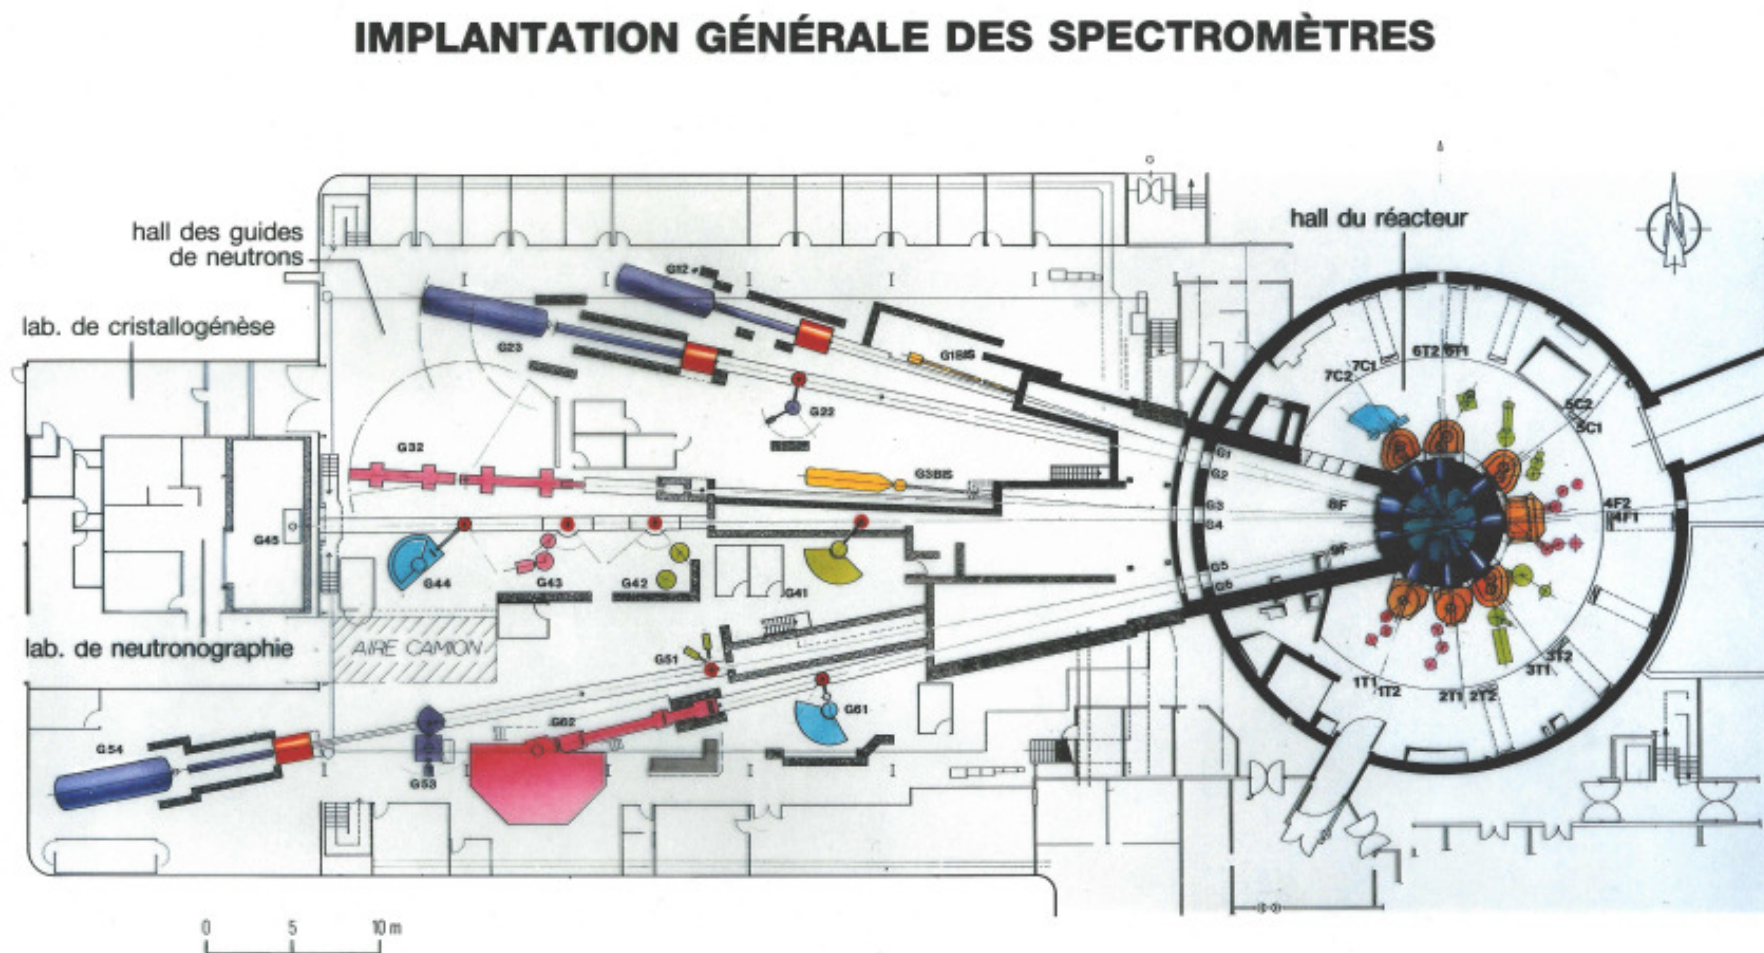 IMPLANTATION GÉNÉRALE DES SPECTROMÈTRES
hall des guides
de neutrons
lab. de cristallogénèse
hall du réacteur
G
N
G12
G23
G1BIS
G22
G32
G3BIS
G45
G44
G43
G42
G41
G1
G2
G3
G4
G5
G6
8F
9F
7C1
7C2
6T2
6T1
5C2
5C1
4F2
4F1
3T2
3T1
2T1
2T2
1T1
1T2
lab. de neutronographie
AIRE CAMION
G51
G61
G62
G54
G53
0 5 10 m